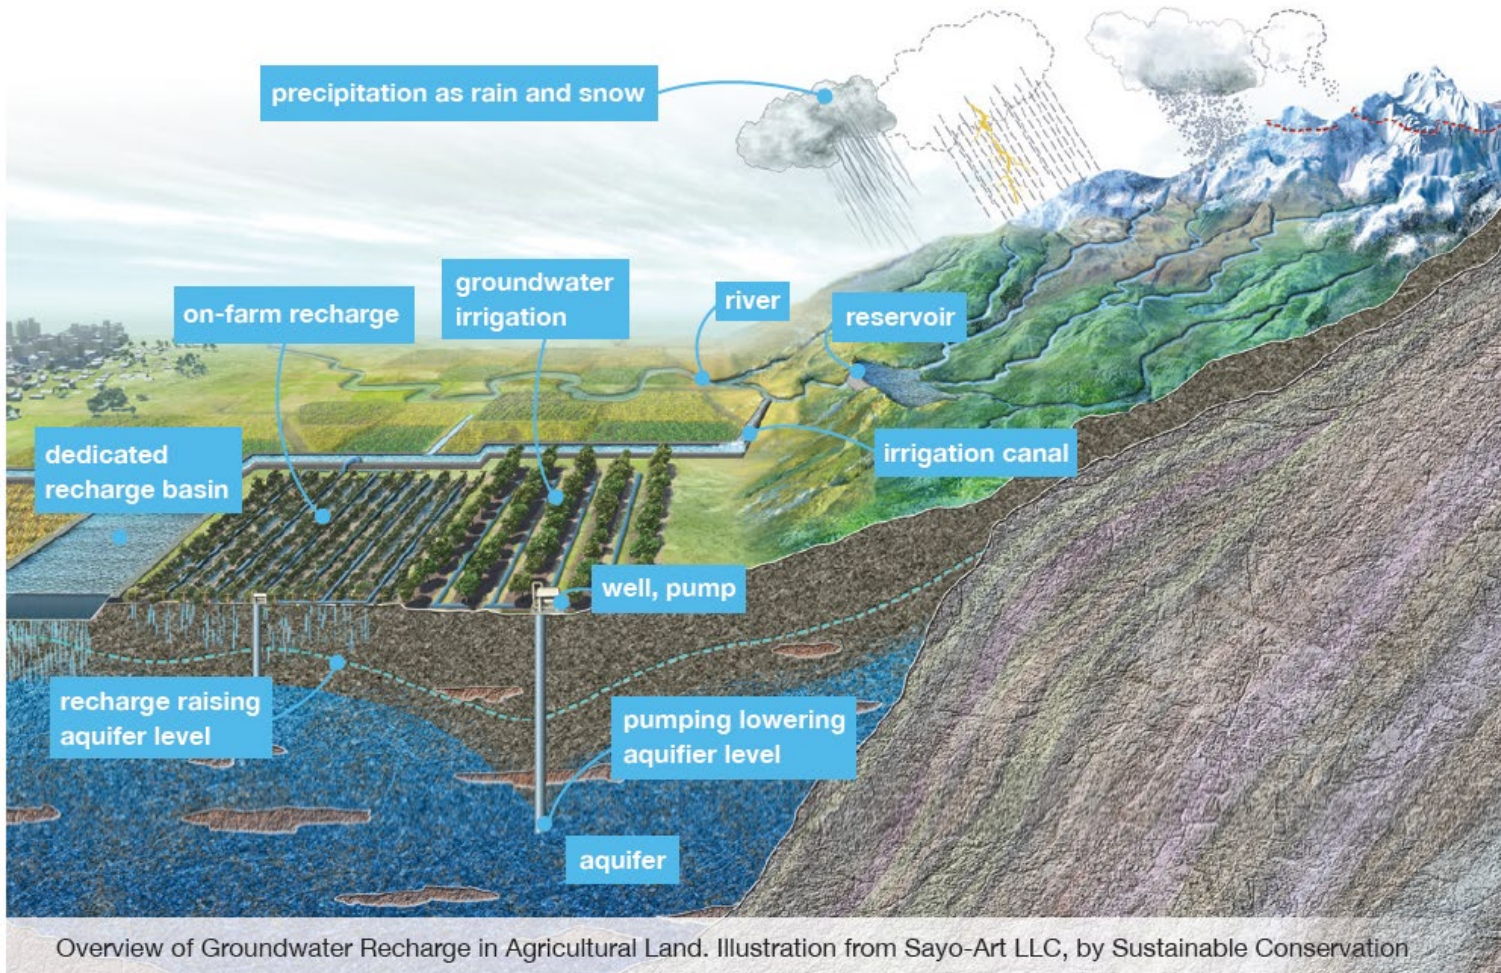 precipitation as rain and snow
groundwater
irrigation
on-farm recharge
river
reservoir
dedicated
recharge basin
irrigation canal
well, pump
recharge raising
aquifer level
pumping lowering
aquifier level
aquifer
Overview of Groundwater Recharge in Agricultural Land. Illustration from Sayo-Art LLC, by Sustainable Conservation